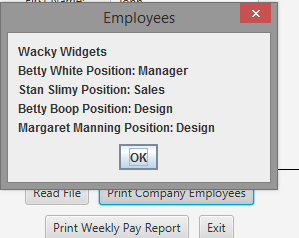 Employees
Wacky Widgets
Betty White Position: Manager
Stan Slimy Position: Sales
Betty Boop Position: Design
Margaret Manning Position: Design
OK
Read File Print Company Employees
Print Weekly Pay Report Exit